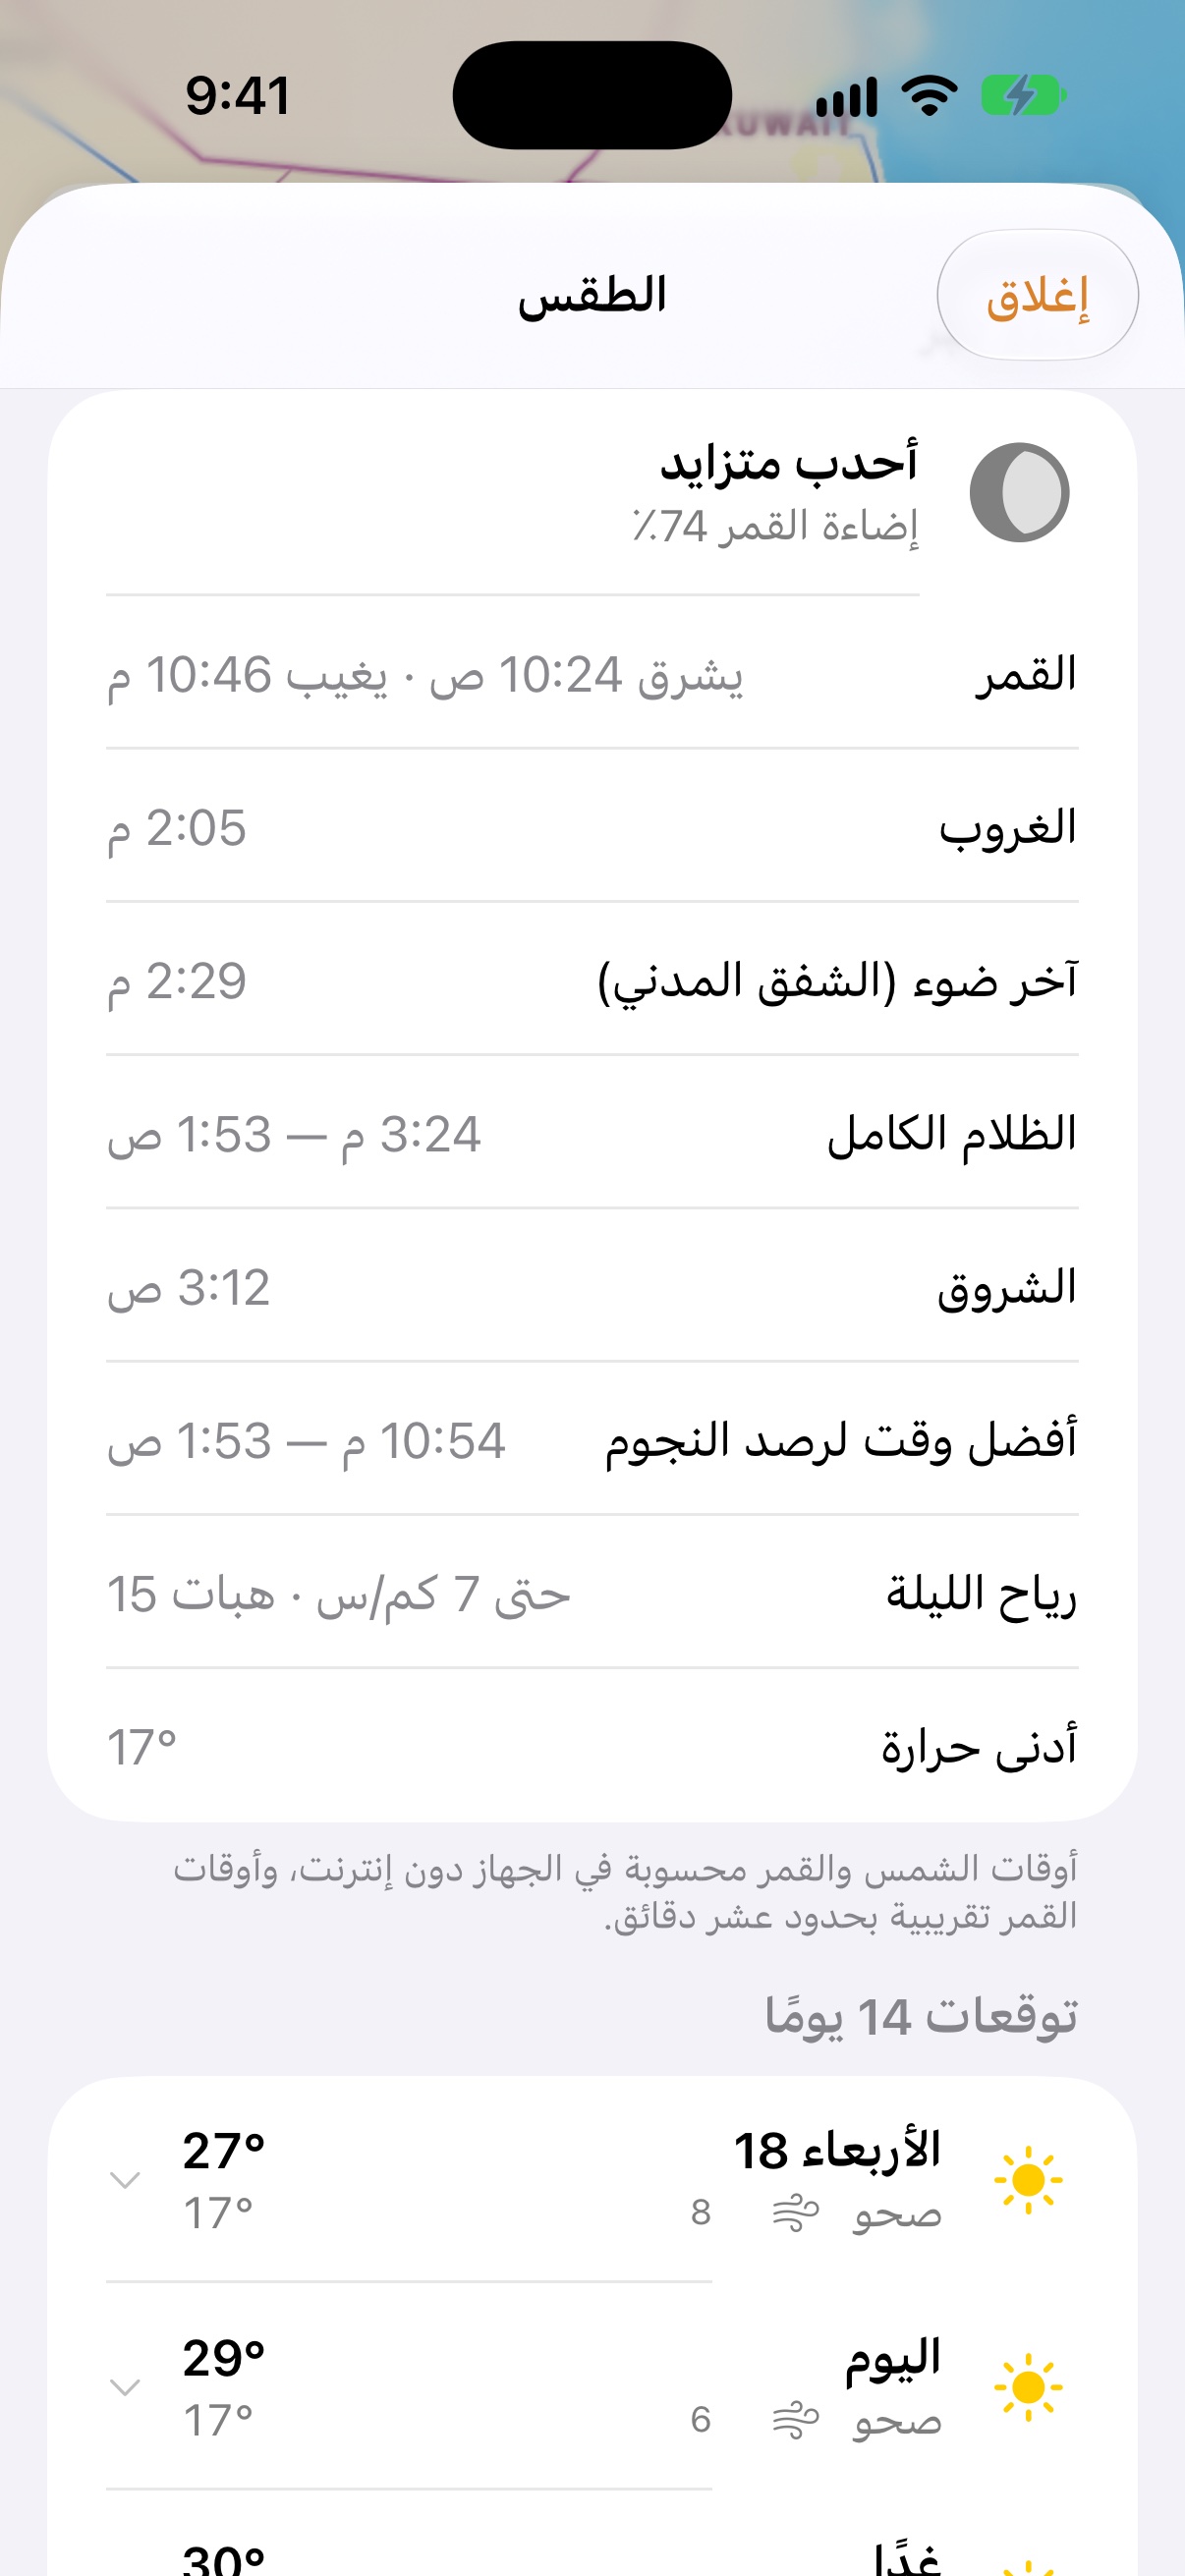 9:41
KUWAIT
الطقس
إغلاق
أحدب متزايد
إضاءة القمر 74٪
القمر
يشرق 10:24 ص · يغيب 10:46 م
الغروب
2:05 م
آخر ضوء (الشفق المدني)
2:29 م
الظلام الكامل
3:24 م — 1:53 ص
الشروق
3:12 ص
أفضل وقت لرصد النجوم
10:54 م — 1:53 ص
رياح الليلة
حتى 7 كم/س · هبات 15
أدنى حرارة
17°
أوقات الشمس والقمر محسوبة في الجهاز دون إنترنت، وأوقات
القمر تقريبية بحدود عشر دقائق.
توقعات 14 يومًا
الأربعاء 18
27°
صحو 8
17°
اليوم
29°
صحو 6
17°
غدًا
30°